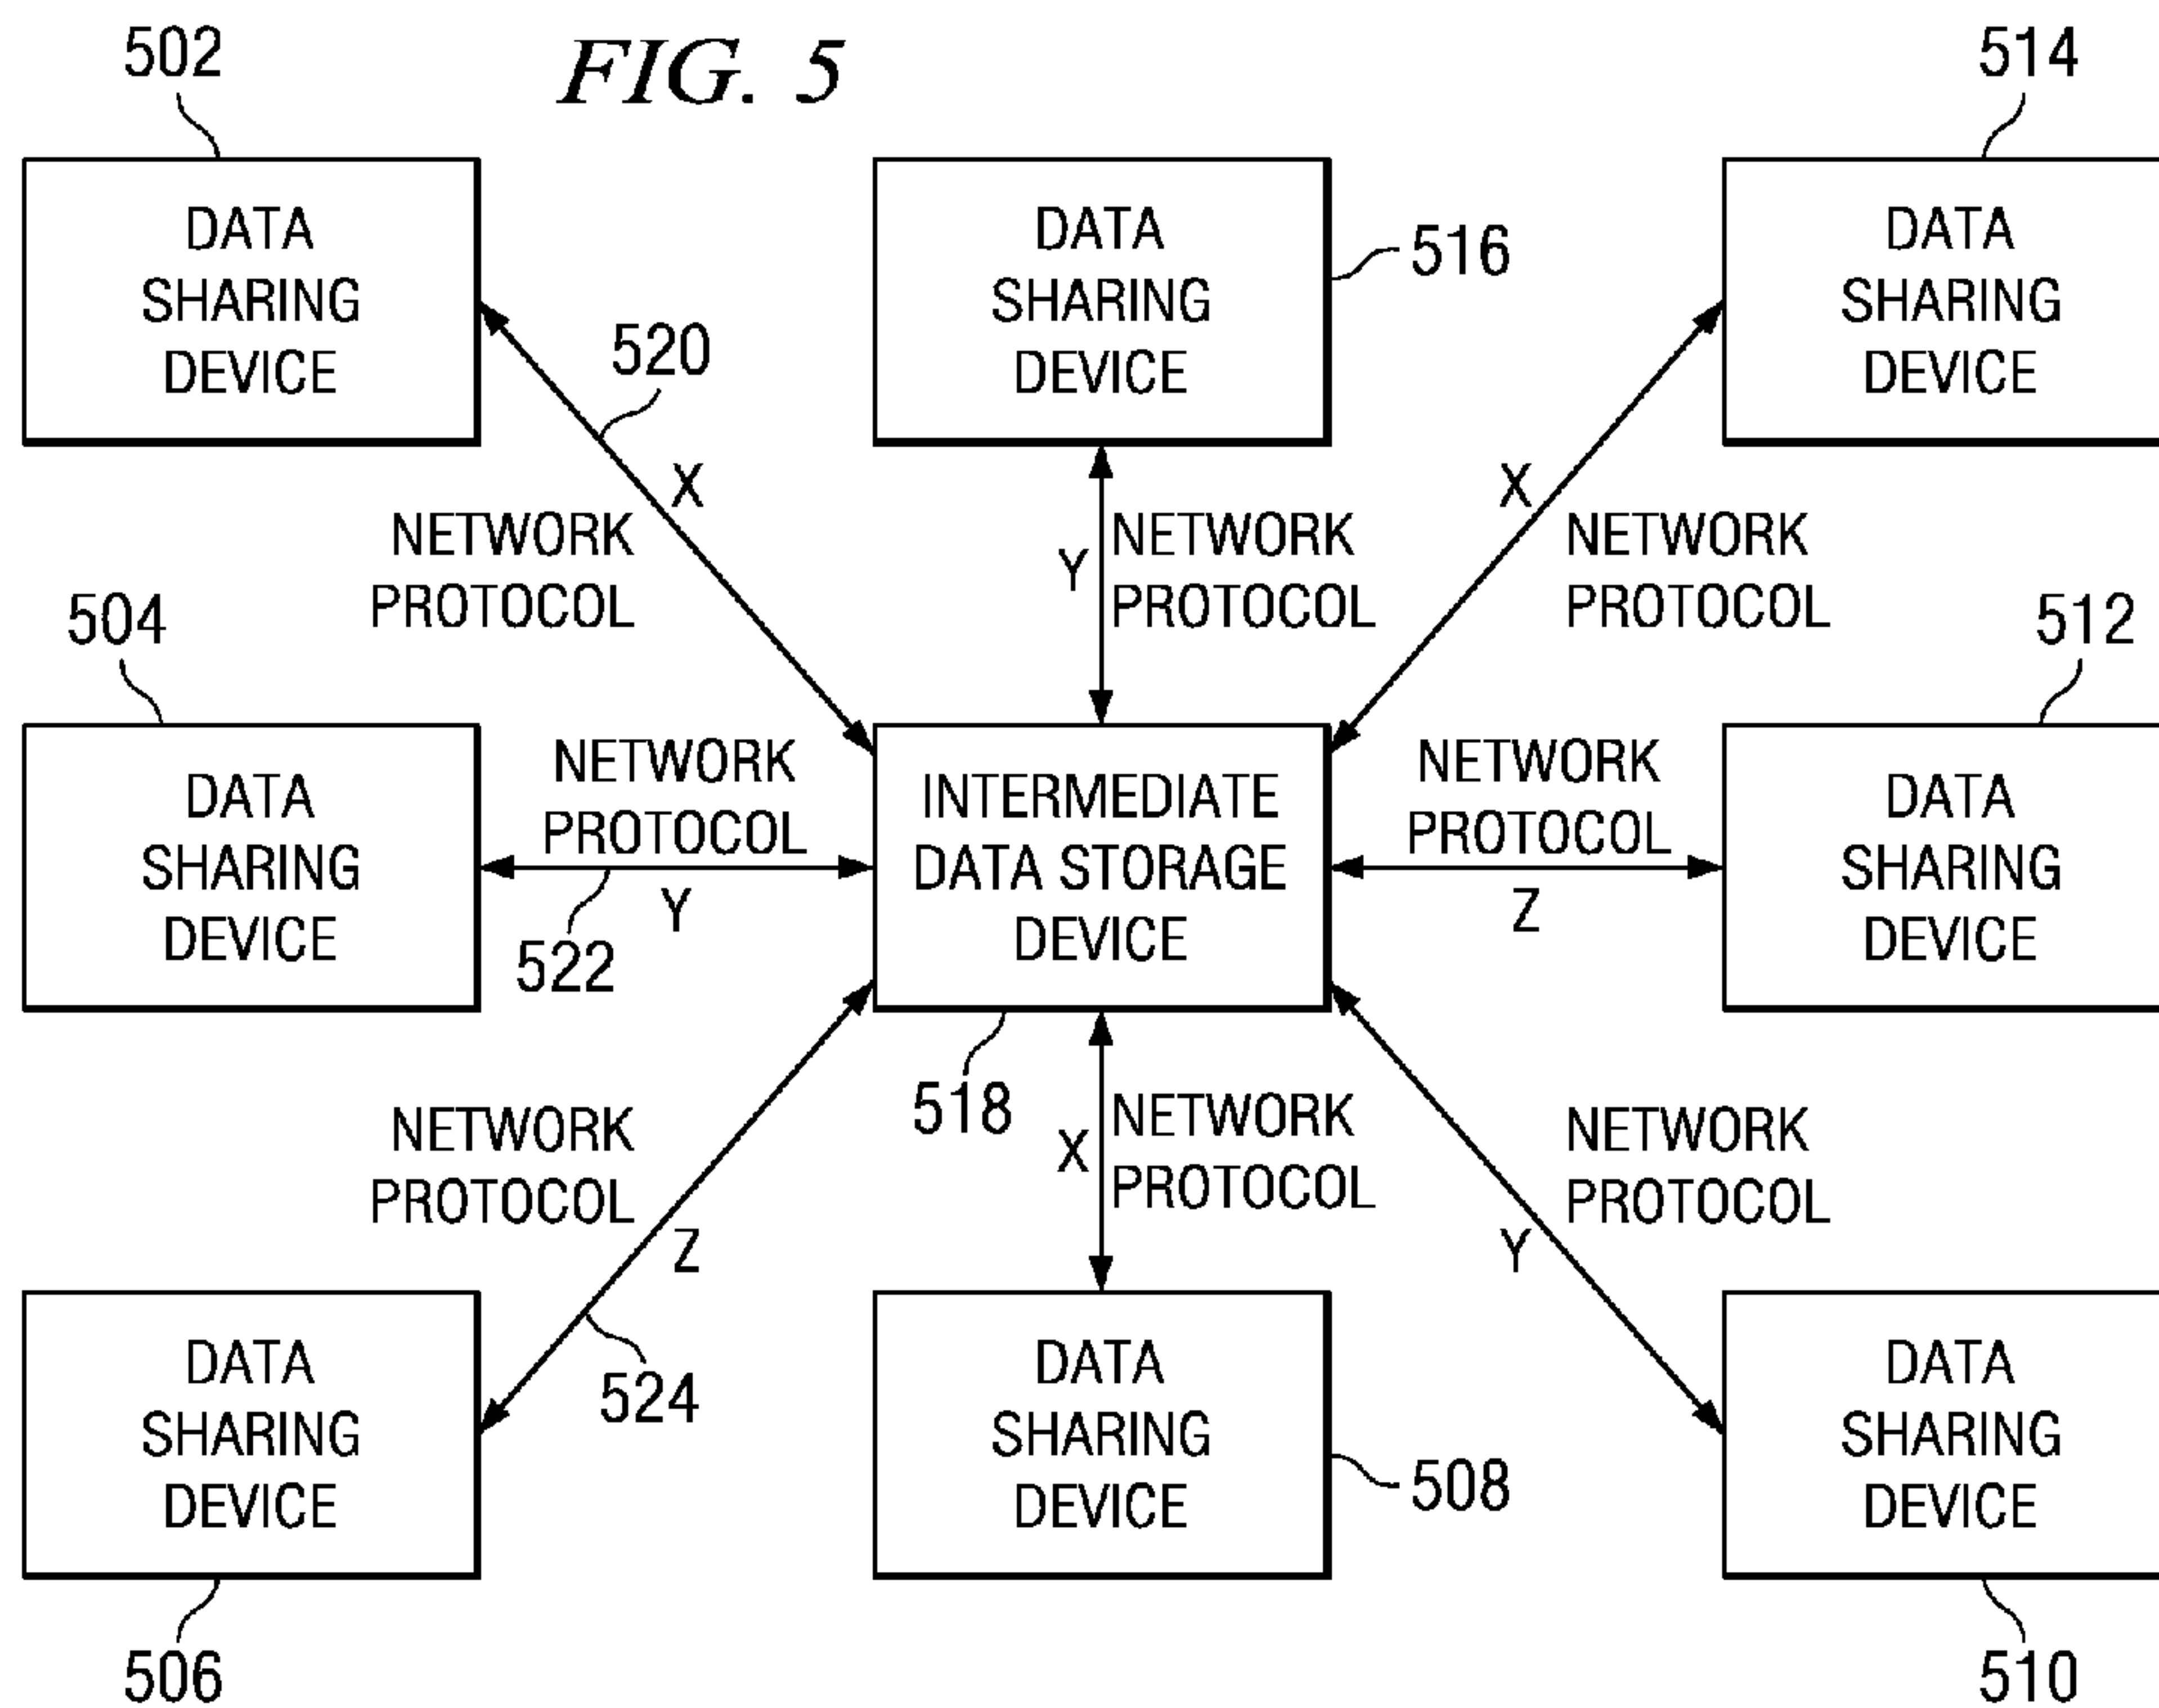 FIG. 5
502
514
DATA
SHARING
DEVICE
DATA
SHARING
DEVICE
516
DATA
SHARING
DEVICE
520
X
NETWORK
PROTOCOL
Y
NETWORK
PROTOCOL
X
NETWORK
PROTOCOL
504
512
DATA
SHARING
DEVICE
NETWORK
PROTOCOL
Y
522
INTERMEDIATE
DATA STORAGE
DEVICE
518
NETWORK
PROTOCOL
Z
DATA
SHARING
DEVICE
NETWORK
PROTOCOL
Z
524
X
NETWORK
PROTOCOL
NETWORK
PROTOCOL
Y
DATA
SHARING
DEVICE
506
DATA
SHARING
DEVICE
508
DATA
SHARING
DEVICE
510